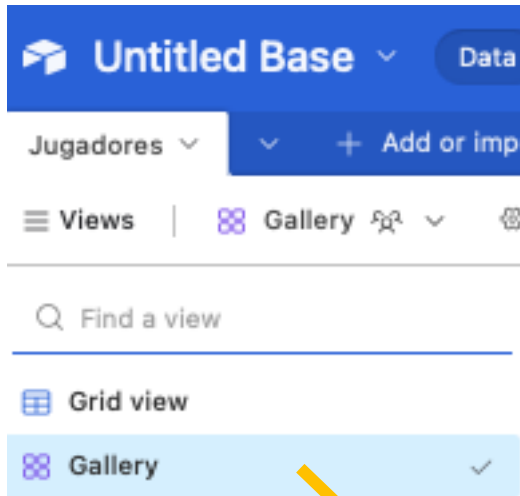 Untitled Base Data
Jugadores + Add or imp
Views Gallery
Find a view
Grid view
Gallery